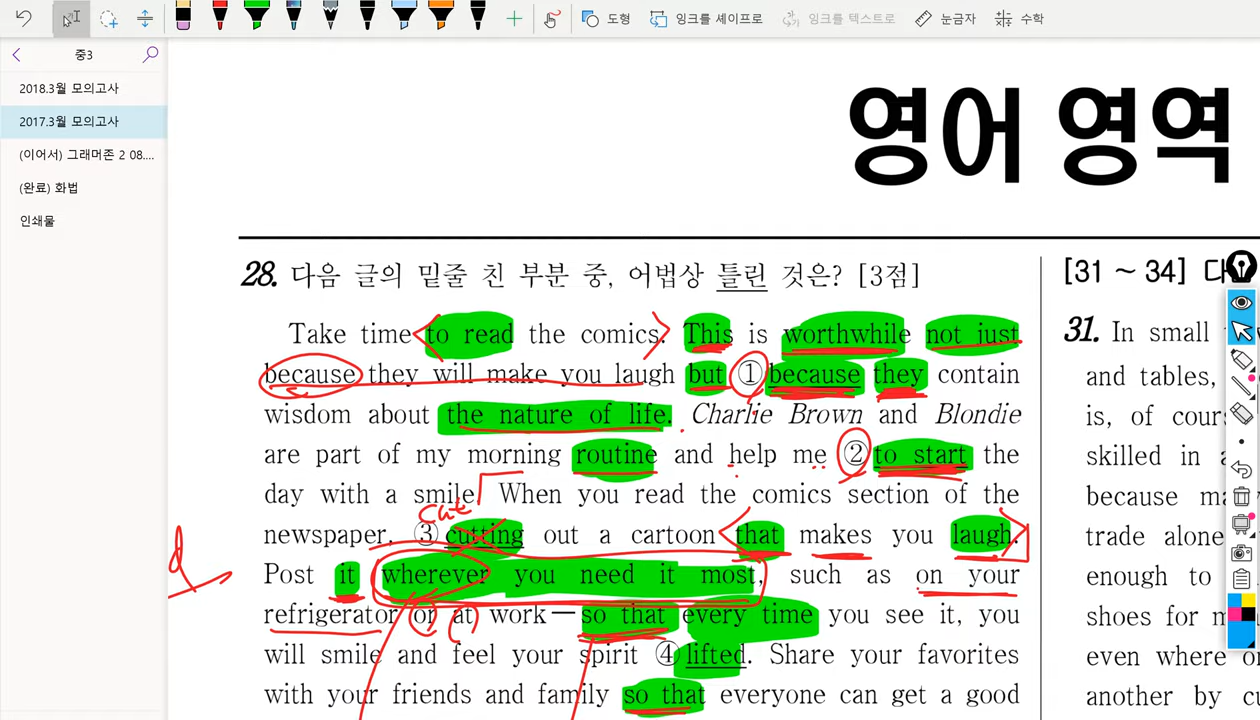 도형
잉크를 셰이프로
잉크를 텍스트로
눈금자
수학
중3
2018.3월 모의고사
2017.3월 모의고사
(이어서) 그래머존 2 08....
(완료) 화법
인쇄물
영어 영역
28. 다음 글의 밑줄 친 부분 중, 어법상 틀린 것은? [3점]
Take time to read the comics. This is worthwhile not just
because they will make you laugh but ① because they contain
wisdom about the nature of life. Charlie Brown and Blondie
are part of my morning routine and help me ② to start the
day with a smile. When you read the comics section of the
cut
newspaper, ③ cutting out a cartoon that makes you laugh.
Post it wherever you need it most, such as on your
refrigerator or at work—so that every time you see it, you
will smile and feel your spirit ④ lifted. Share your favorites
with your friends and family so that everyone can get a good
[31 ~ 34] 다
31. In small
and tables,
is, of cours
skilled in a
because ma
trade alone
enough to
shoes for m
even where o
another by cu